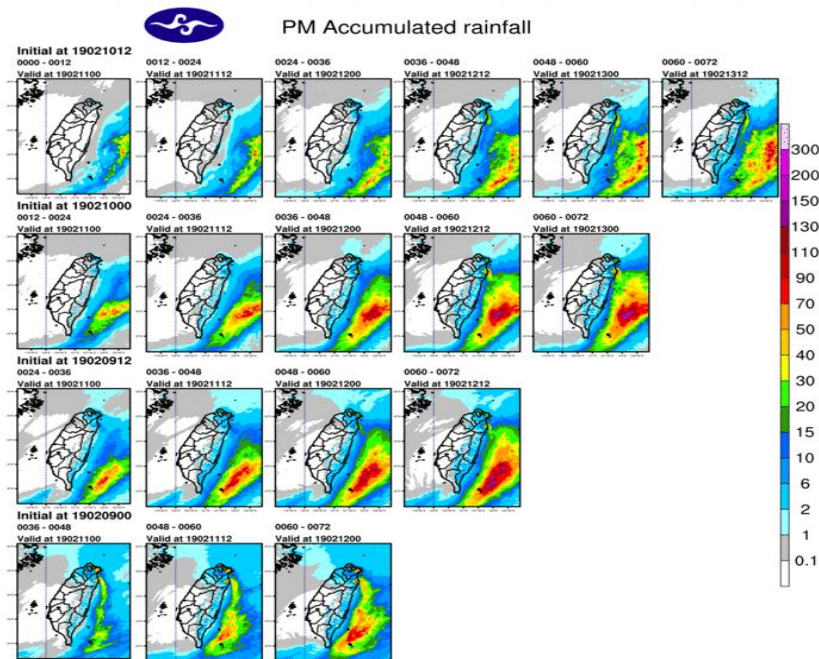 PM Accumulated rainfall
Initial at 19021012
0000 - 0012 0012 - 0024 0024 - 0036 0036 - 0048 0048 - 0060 0060 - 0072
Valid at 19021100 Valid at 19021112 Valid at 19021200 Valid at 19021212 Valid at 19021300 Valid at 19021312
Initial at 19021000
0012 - 0024 0024 - 0036 0036 - 0048 0048 - 0060 0060 - 0072
Valid at 19021100 Valid at 19021112 Valid at 19021200 Valid at 19021212 Valid at 19021300
Initial at 19020912
0024 - 0036 0036 - 0048 0048 - 0060 0060 - 0072
Valid at 19021100 Valid at 19021112 Valid at 19021200 Valid at 19021212
Initial at 19020900
0036 - 0048 0048 - 0060 0060 - 0072
Valid at 19021100 Valid at 19021112 Valid at 19021200
300
200
150
130
110
90
70
50
40
30
20
15
10
6
2
1
0.1